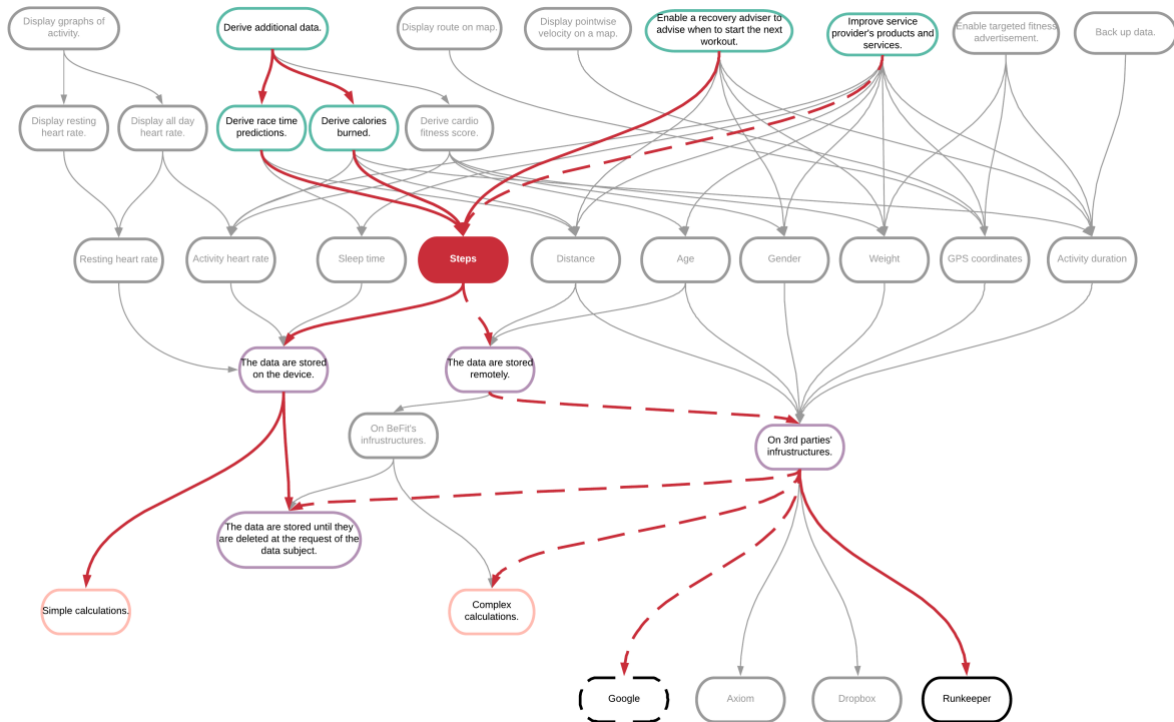 Display gpraphs of
activity.
Derive additional data.
Display route on map.
Display pointwise
velocity on a map.
Enable a recovery adviser to
advise when to start the next
workout.
Improve service
provider's products and
services.
Enable targeted fitness
advertisement.
Back up data.
Display resting
heart rate.
Display all day
heart rate.
Derive race time
predictions.
Derive calories
burned.
Derive cardio
fitness score.
Resting heart rate
Activity heart rate
Sleep time
Steps
Distance
Age
Gender
Weight
GPS coordinates
Activity duration
The data are stored
on the device.
The data are stored
remotely.
On BeFit's
infrustructures.
On 3rd parties'
infrustructures.
The data are stored until they
are deleted at the request of the
data subject.
Simple calculations.
Complex
calculations.
Google
Axiom
Dropbox
Runkeeper